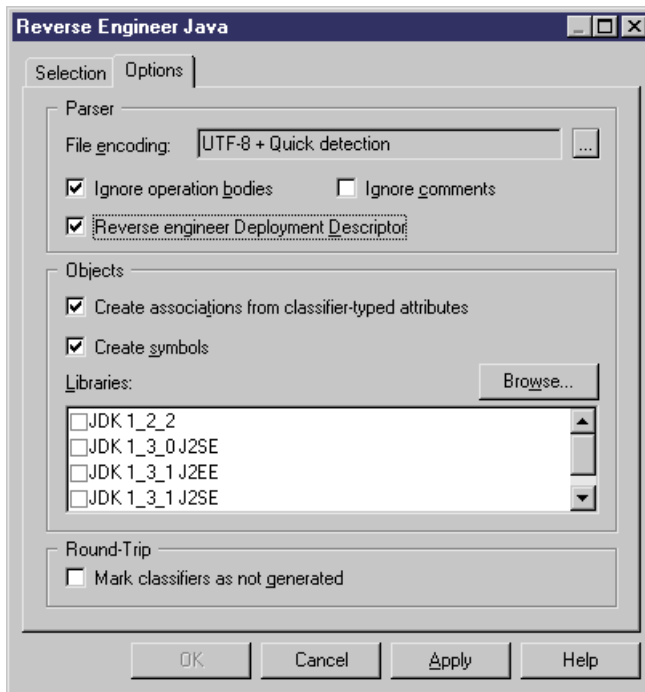 Reverse Engineer Java
Selection
Options
Parser
File encoding:
UTF-8 + Quick detection
...
Ignore operation bodies
Ignore comments
Reverse engineer Deployment Descriptor
Objects
Create associations from classifier-typed attributes
Create symbols
Libraries:
Browse...
JDK 1_2_2
JDK 1_3_0 J2SE
JDK 1_3_1 J2EE
JDK 1_3_1 J2SE
Round-Trip
Mark classifiers as not generated
OK
Cancel
Apply
Help